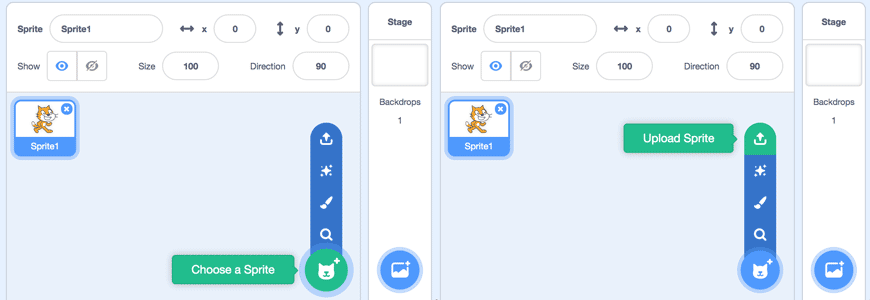 Sprite Sprite1 x 0 y 0
Show Size 100 Direction 90
Sprite1
Choose a Sprite
Stage
Backdrops
1
Sprite Sprite1 x 0 y 0
Show Size 100 Direction 90
Sprite1
Upload Sprite
Stage
Backdrops
1